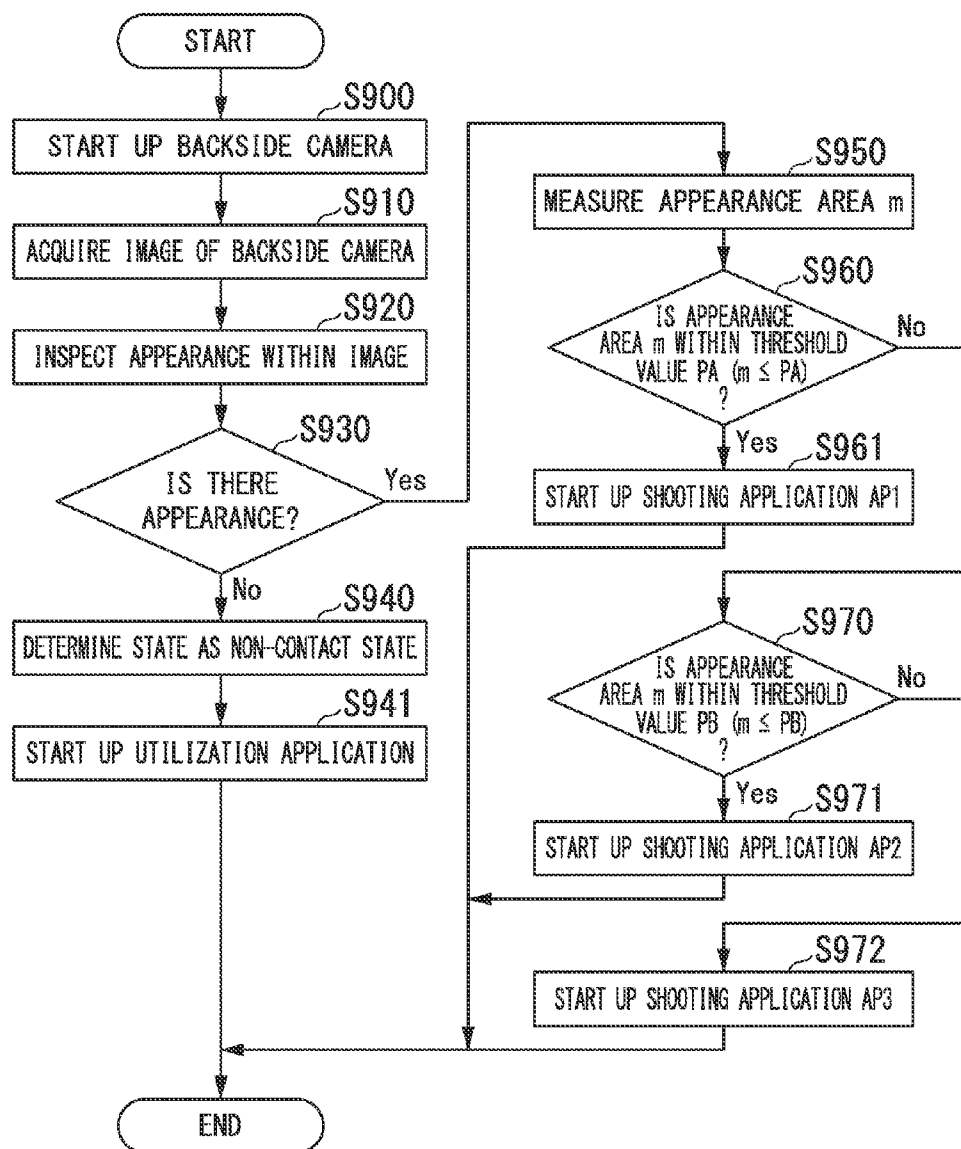 START
S900
START UP BACKSIDE CAMERA
S910
ACQUIRE IMAGE OF BACKSIDE CAMERA
S920
INSPECT APPEARANCE WITHIN IMAGE
S930
IS THERE
APPEARANCE?
Yes
No
S940
DETERMINE STATE AS NON-CONTACT STATE
S941
START UP UTILIZATION APPLICATION
S950
MEASURE APPEARANCE AREA m
S960
IS APPEARANCE
AREA m WITHIN THRESHOLD
VALUE PA (m ≤ PA)
?
No
Yes
S961
START UP SHOOTING APPLICATION AP1
S970
IS APPEARANCE
AREA m WITHIN THRESHOLD
VALUE PB (m ≤ PB)
?
No
Yes
S971
START UP SHOOTING APPLICATION AP2
S972
START UP SHOOTING APPLICATION AP3
END